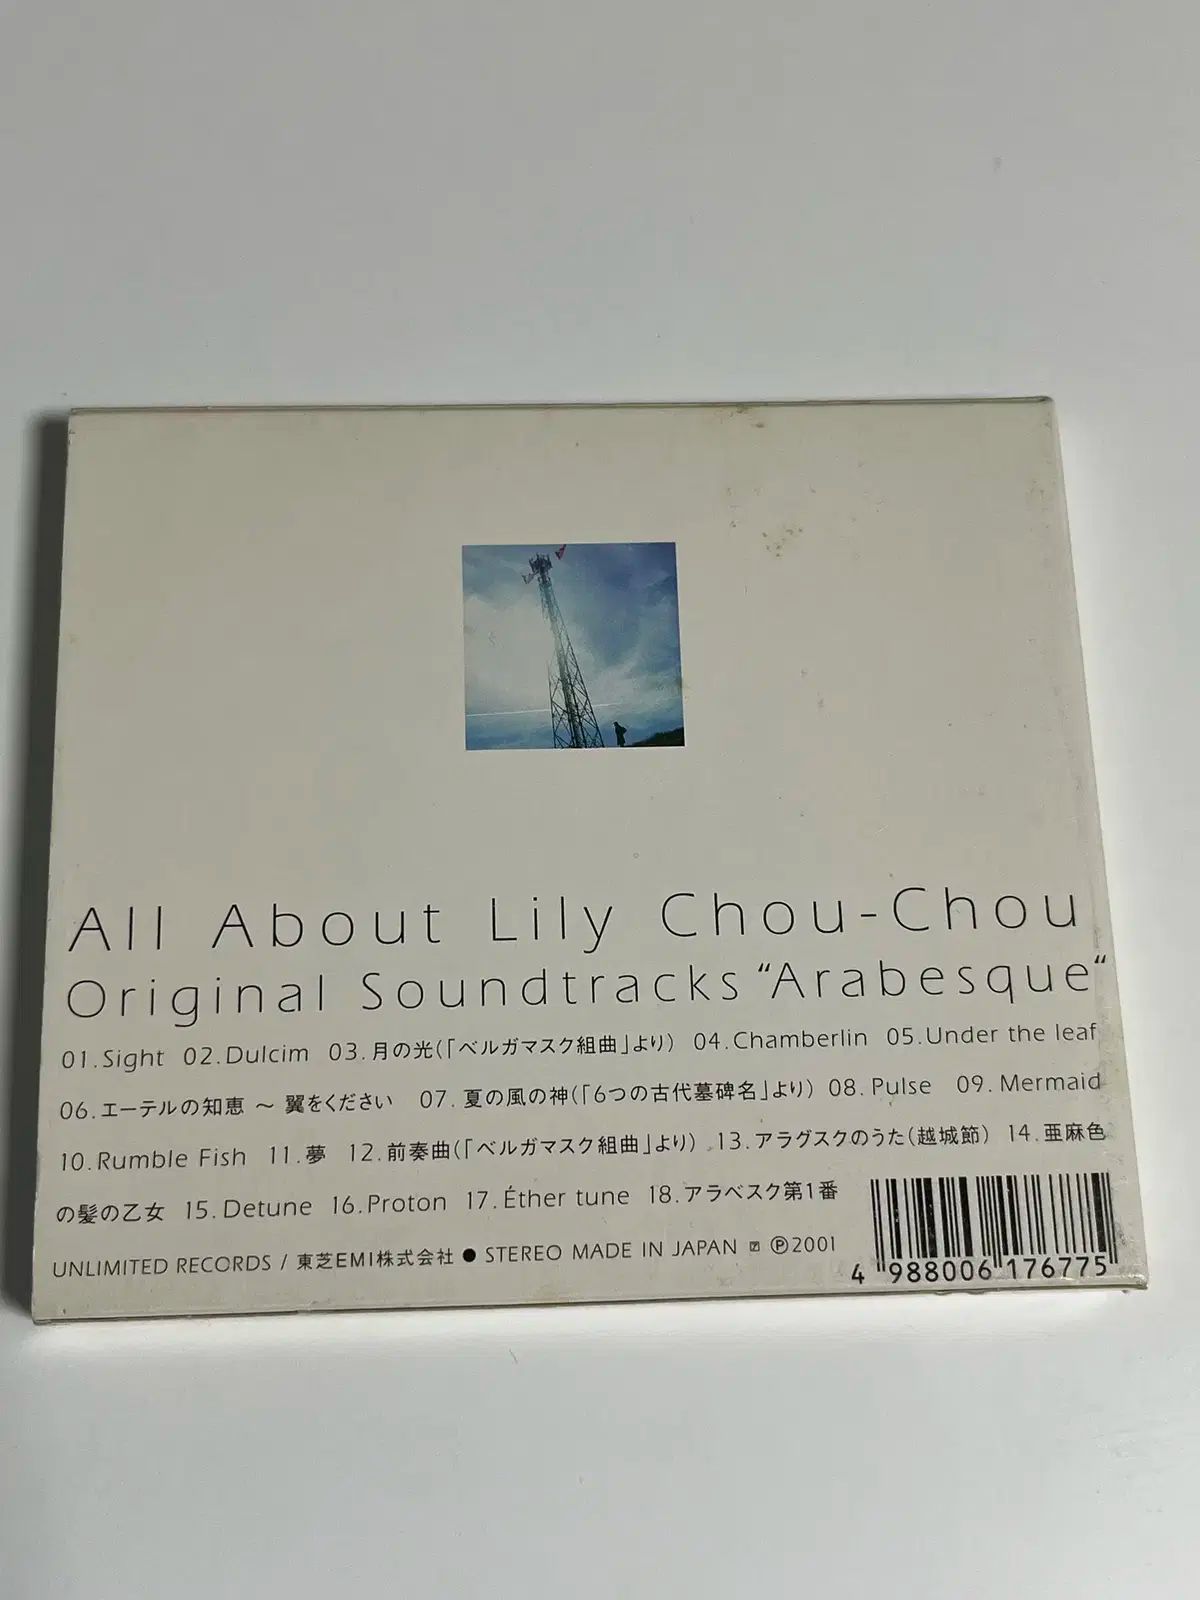 All About Lily Chou-Chou
Original Soundtracks “Arabesque“
01.Sight 02.Dulcim 03.月の光(「ベルガマスク組曲」より) 04.Chamberlin 05.Under the leaf
06.エーテルの知恵 ～ 翼をください 07.夏の風の神(「6つの古代墓碑名」より) 08.Pulse 09.Mermaid
10.Rumble Fish 11.夢 12.前奏曲(「ベルガマスク組曲」より) 13.アラグスクのうた(越城節) 14.亜麻色
の髪の乙女 15.Detune 16.Proton 17.Éther tune 18.アラベスク第1番
UNLIMITED RECORDS / 東芝EMI株式会社 ● STEREO MADE IN JAPAN ℗2001
4 988006 176775